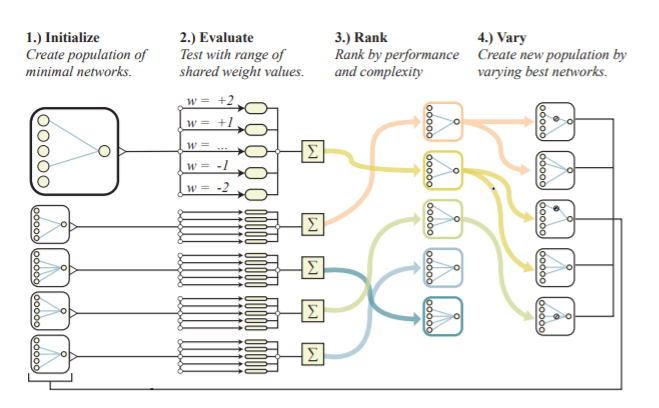 1.) Initialize
Create population of
minimal networks.
2.) Evaluate
Test with range of
shared weight values.
3.) Rank
Rank by performance
and complexity
4.) Vary
Create new population by
varying best networks.
w = +2
w = +1
w = ...
w = -1
w = -2
Σ
Σ
Σ
Σ
Σ